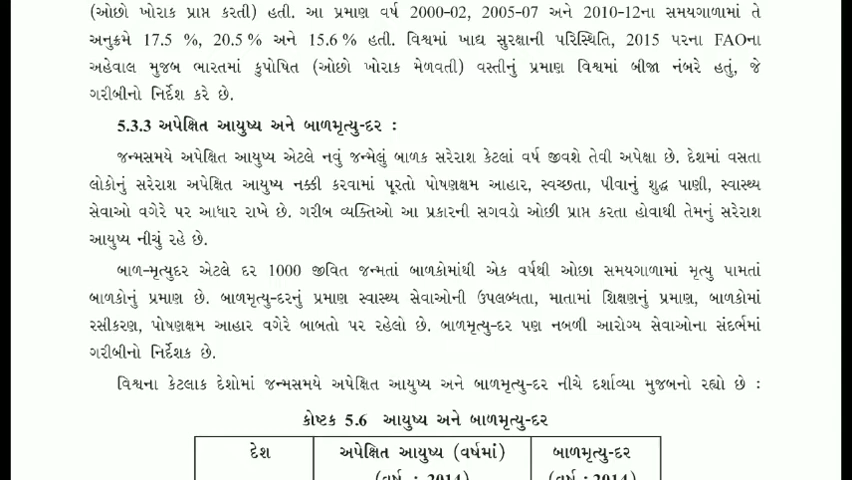 (ઓછો ખોરાક પ્રાપ્ત કરતી) હતી. આ પ્રમાણ વર્ષ 2000-02, 2005-07 અને 2010-12ના સમયગાળામાં તે
અનુક્રમે 17.5 %, 20.5 % અને 15.6 % હતી. વિશ્વમાં ખાદ્ય સુરક્ષાની પરિસ્થિતિ, 2015 પરના FAOના
અહેવાલ મુજબ ભારતમાં કુપોષિત (ઓછો ખોરાક મેળવતી) વસ્તીનું પ્રમાણ વિશ્વમાં બીજા નંબરે હતું, જે
ગરીબીનો નિર્દેશ કરે છે.
5.3.3 અપેક્ષિત આયુષ્ય અને બાળમૃત્યુ-દર :
જન્મસમયે અપેક્ષિત આયુષ્ય એટલે નવું જન્મેલું બાળક સરેરાશ કેટલાં વર્ષ જીવશે તેવી અપેક્ષા છે. દેશમાં વસતા
લોકોનું સરેરાશ અપેક્ષિત આયુષ્ય નક્કી કરવામાં પૂરતો પોષણક્ષમ આહાર, સ્વચ્છતા, પીવાનું શુદ્ધ પાણી, સ્વાસ્થ્ય
સેવાઓ વગેરે પર આધાર રાખે છે. ગરીબ વ્યક્તિઓ આ પ્રકારની સગવડો ઓછી પ્રાપ્ત કરતા હોવાથી તેમનું સરેરાશ
આયુષ્ય નીચું રહે છે.
બાળ-મૃત્યુદર એટલે દર 1000 જીવિત જન્મતાં બાળકોમાંથી એક વર્ષથી ઓછા સમયગાળામાં મૃત્યુ પામતાં
બાળકોનું પ્રમાણ છે. બાળમૃત્યુ-દરનું પ્રમાણ સ્વાસ્થ્ય સેવાઓની ઉપલબ્ધતા, માતામાં શિક્ષણનું પ્રમાણ, બાળકોમાં
રસીકરણ, પોષણક્ષમ આહાર વગેરે બાબતો પર રહેલો છે. બાળમૃત્યુ-દર પણ નબળી આરોગ્ય સેવાઓના સંદર્ભમાં
ગરીબીનો નિર્દેશક છે.
વિશ્વના કેટલાક દેશોમાં જન્મસમયે અપેક્ષિત આયુષ્ય અને બાળમૃત્યુ-દર નીચે દર્શાવ્યા મુજબનો રહ્યો છે :
કોષ્ટક 5.6 આયુષ્ય અને બાળમૃત્યુ-દર
દેશ અપેક્ષિત આયુષ્ય (વર્ષમાં) બાળમૃત્યુ-દર
(વર્ષ : 2014) (વર્ષ : 2014)